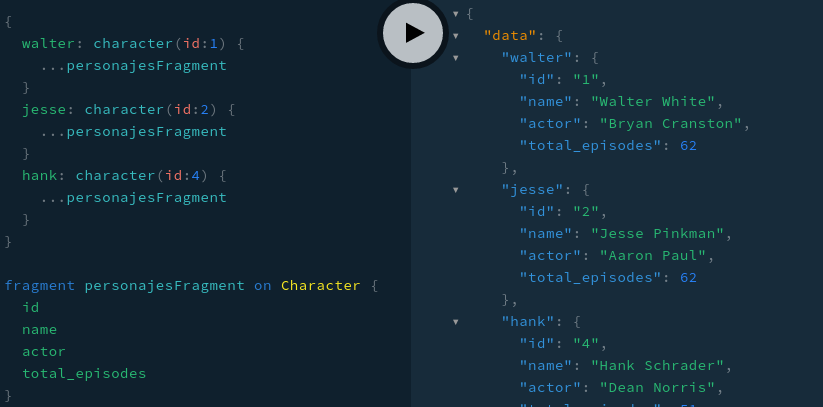 {
  walter: character(id:1) {
    ...personajesFragment
  }
  jesse: character(id:2) {
    ...personajesFragment
  }
  hank: character(id:4) {
    ...personajesFragment
  }
}

fragment personajesFragment on Character {
  id
  name
  actor
  total_episodes
}
{
  "data": {
    "walter": {
      "id": "1",
      "name": "Walter White",
      "actor": "Bryan Cranston",
      "total_episodes": 62
    },
    "jesse": {
      "id": "2",
      "name": "Jesse Pinkman",
      "actor": "Aaron Paul",
      "total_episodes": 62
    },
    "hank": {
      "id": "4",
      "name": "Hank Schrader",
      "actor": "Dean Norris",